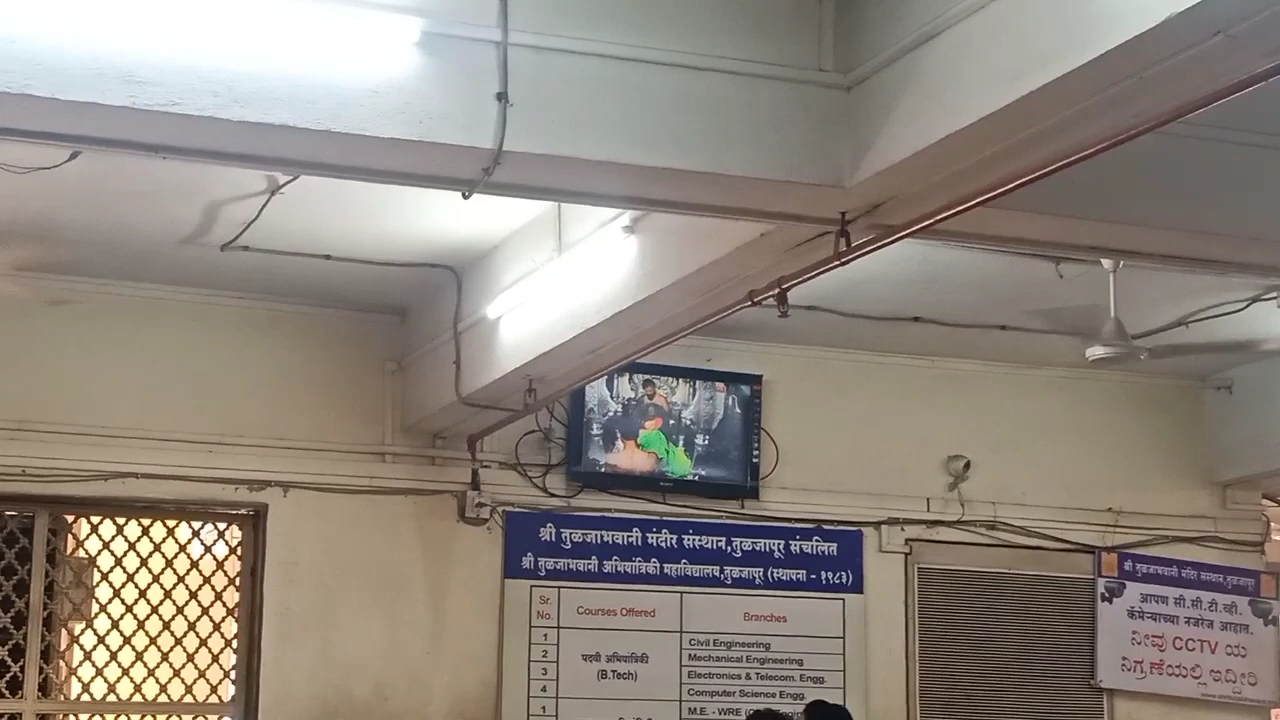 श्री तुळजाभवानी मंदीर संस्थान,तुळजापूर संचलित
श्री तुळजाभवानी अभियांत्रिकी महाविद्यालय,तुळजापूर (स्थापना - १९८३)
Sr. No. Courses Offered Branches
1 पदवी अभियांत्रिकी (B.Tech) Civil Engineering
2 Mechanical Engineering
3 Electronics & Telecom. Engg.
4 Computer Science Engg.
1 M.E. - WRE
श्री तुळजाभवानी मंदिर संस्थान,तुळजापूर
आपण सी.सी.टी.व्ही.
कॅमेऱ्याच्या नजरेत आहात.
ನೀವು CCTV ಯ
ನಿಗ್ರಣೆಯಲ್ಲಿ ಇದ್ದೀರಿ